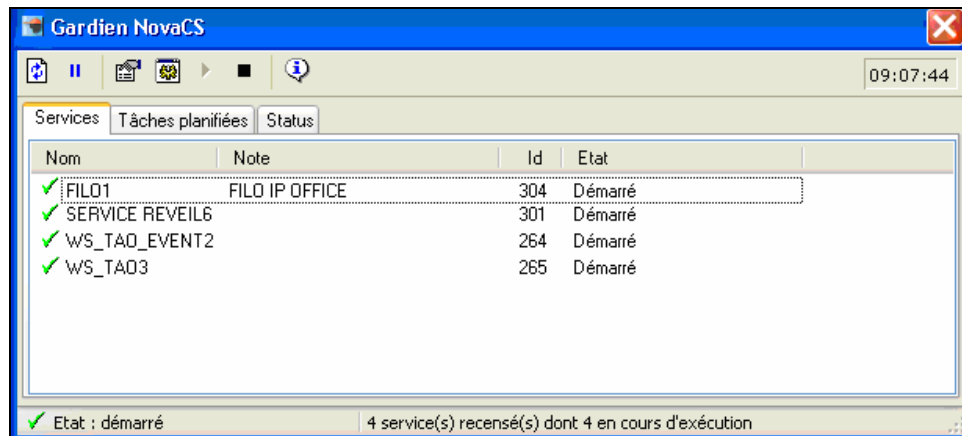 Gardien NovaCS
09:07:44
Services Tâches planifiées Status
Nom Note Id Etat
FILO1 FILO IP OFFICE 304 Démarré
SERVICE REVEIL6 301 Démarré
WS_TAO_EVENT2 264 Démarré
WS_TAO3 265 Démarré
Etat : démarré 4 service(s) recensé(s) dont 4 en cours d'exécution